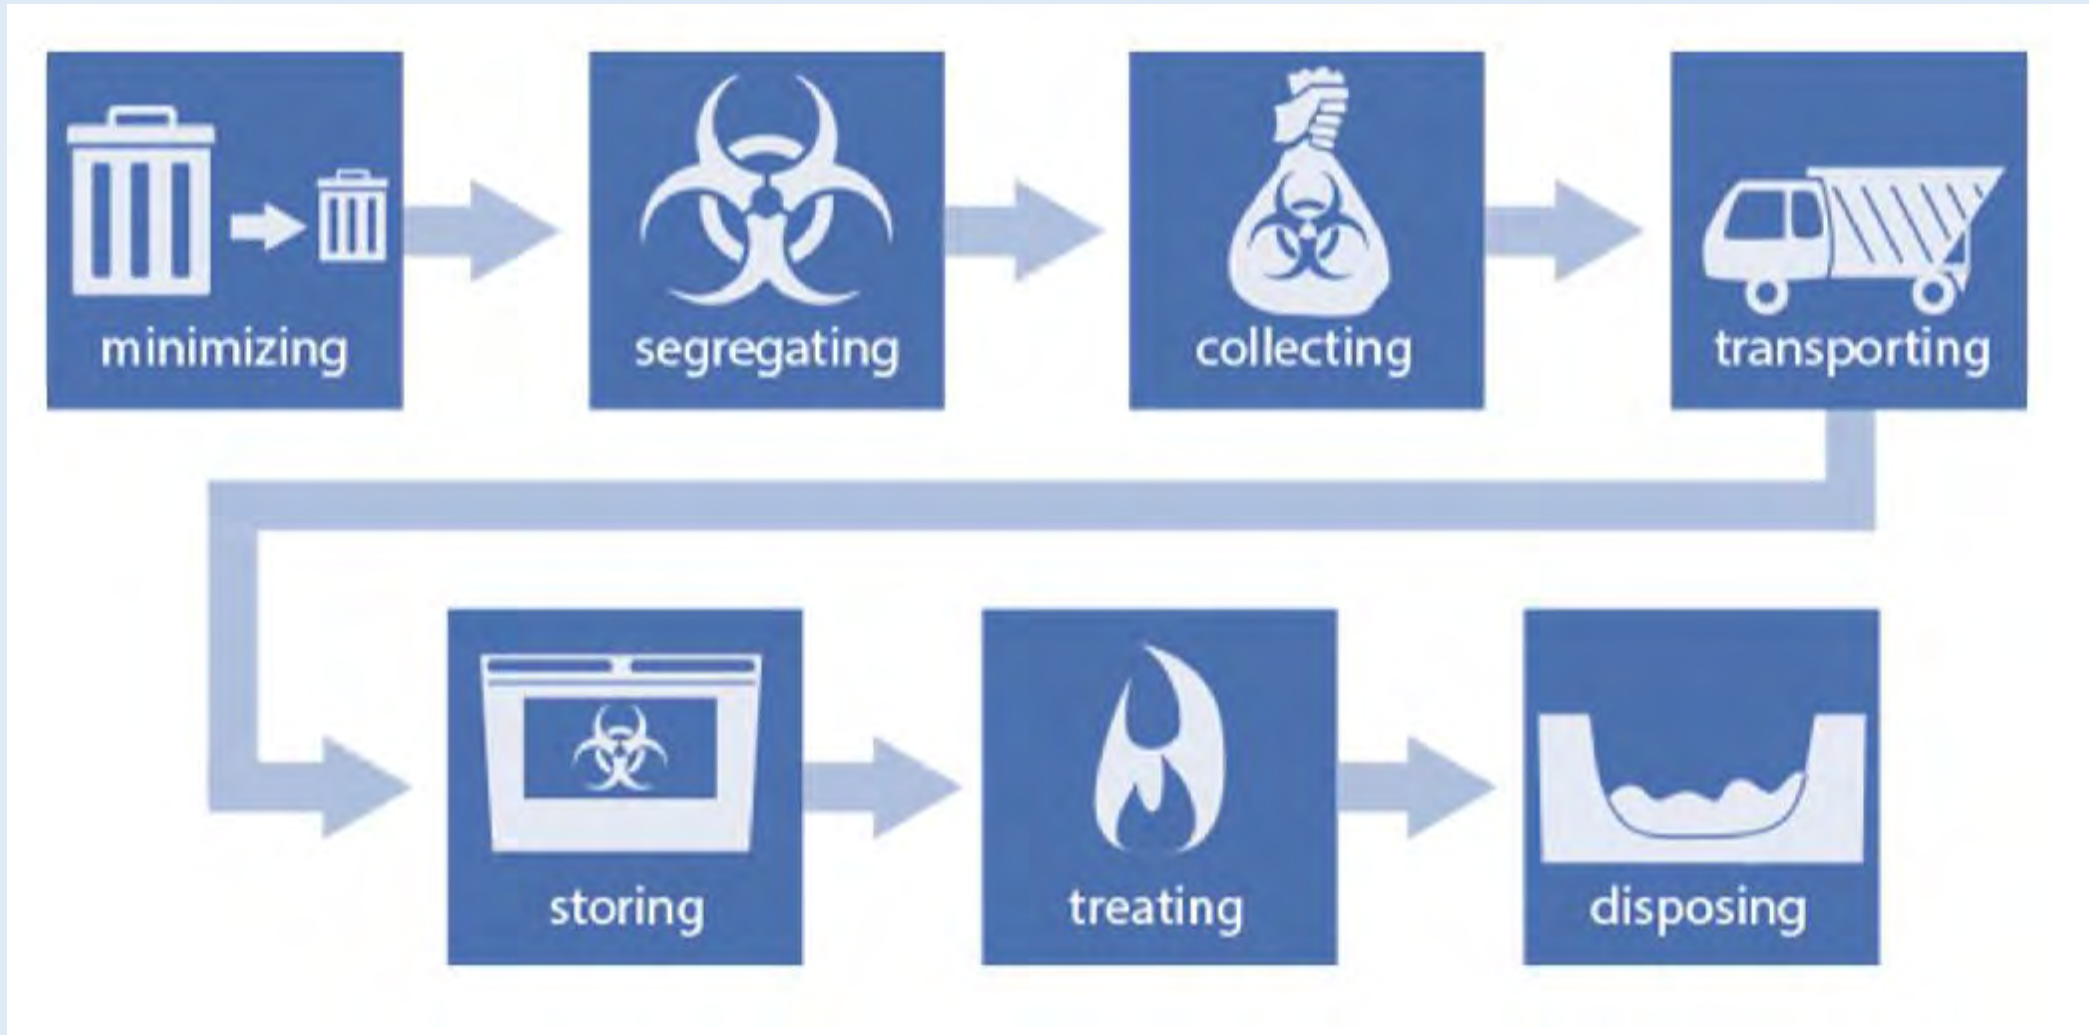 minimizing
segregating
collecting
transporting
storing
treating
disposing